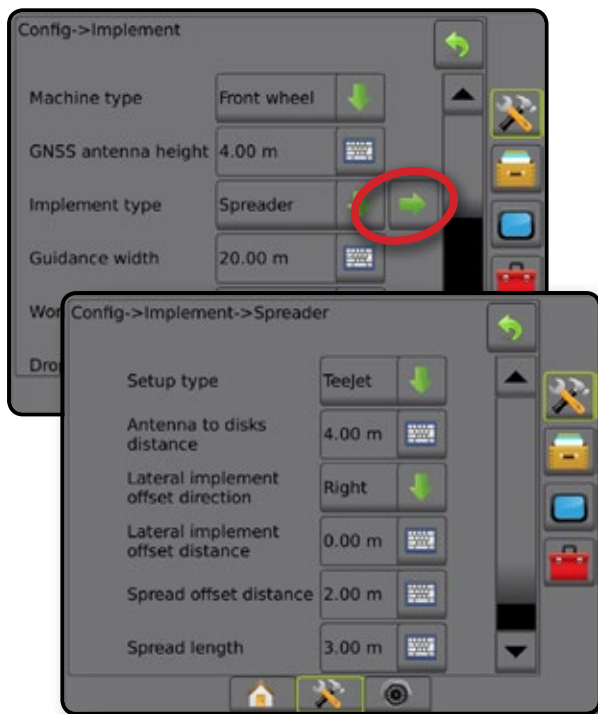 Config->Implement
Machine type Front wheel
GNSS antenna height 4.00 m
Implement type Spreader
Guidance width 20.00 m
Wor
Dro
Config->Implement->Spreader
Setup type TeeJet
Antenna to disks
distance 4.00 m
Lateral implement
offset direction Right
Lateral implement
offset distance 0.00 m
Spread offset distance 2.00 m
Spread length 3.00 m